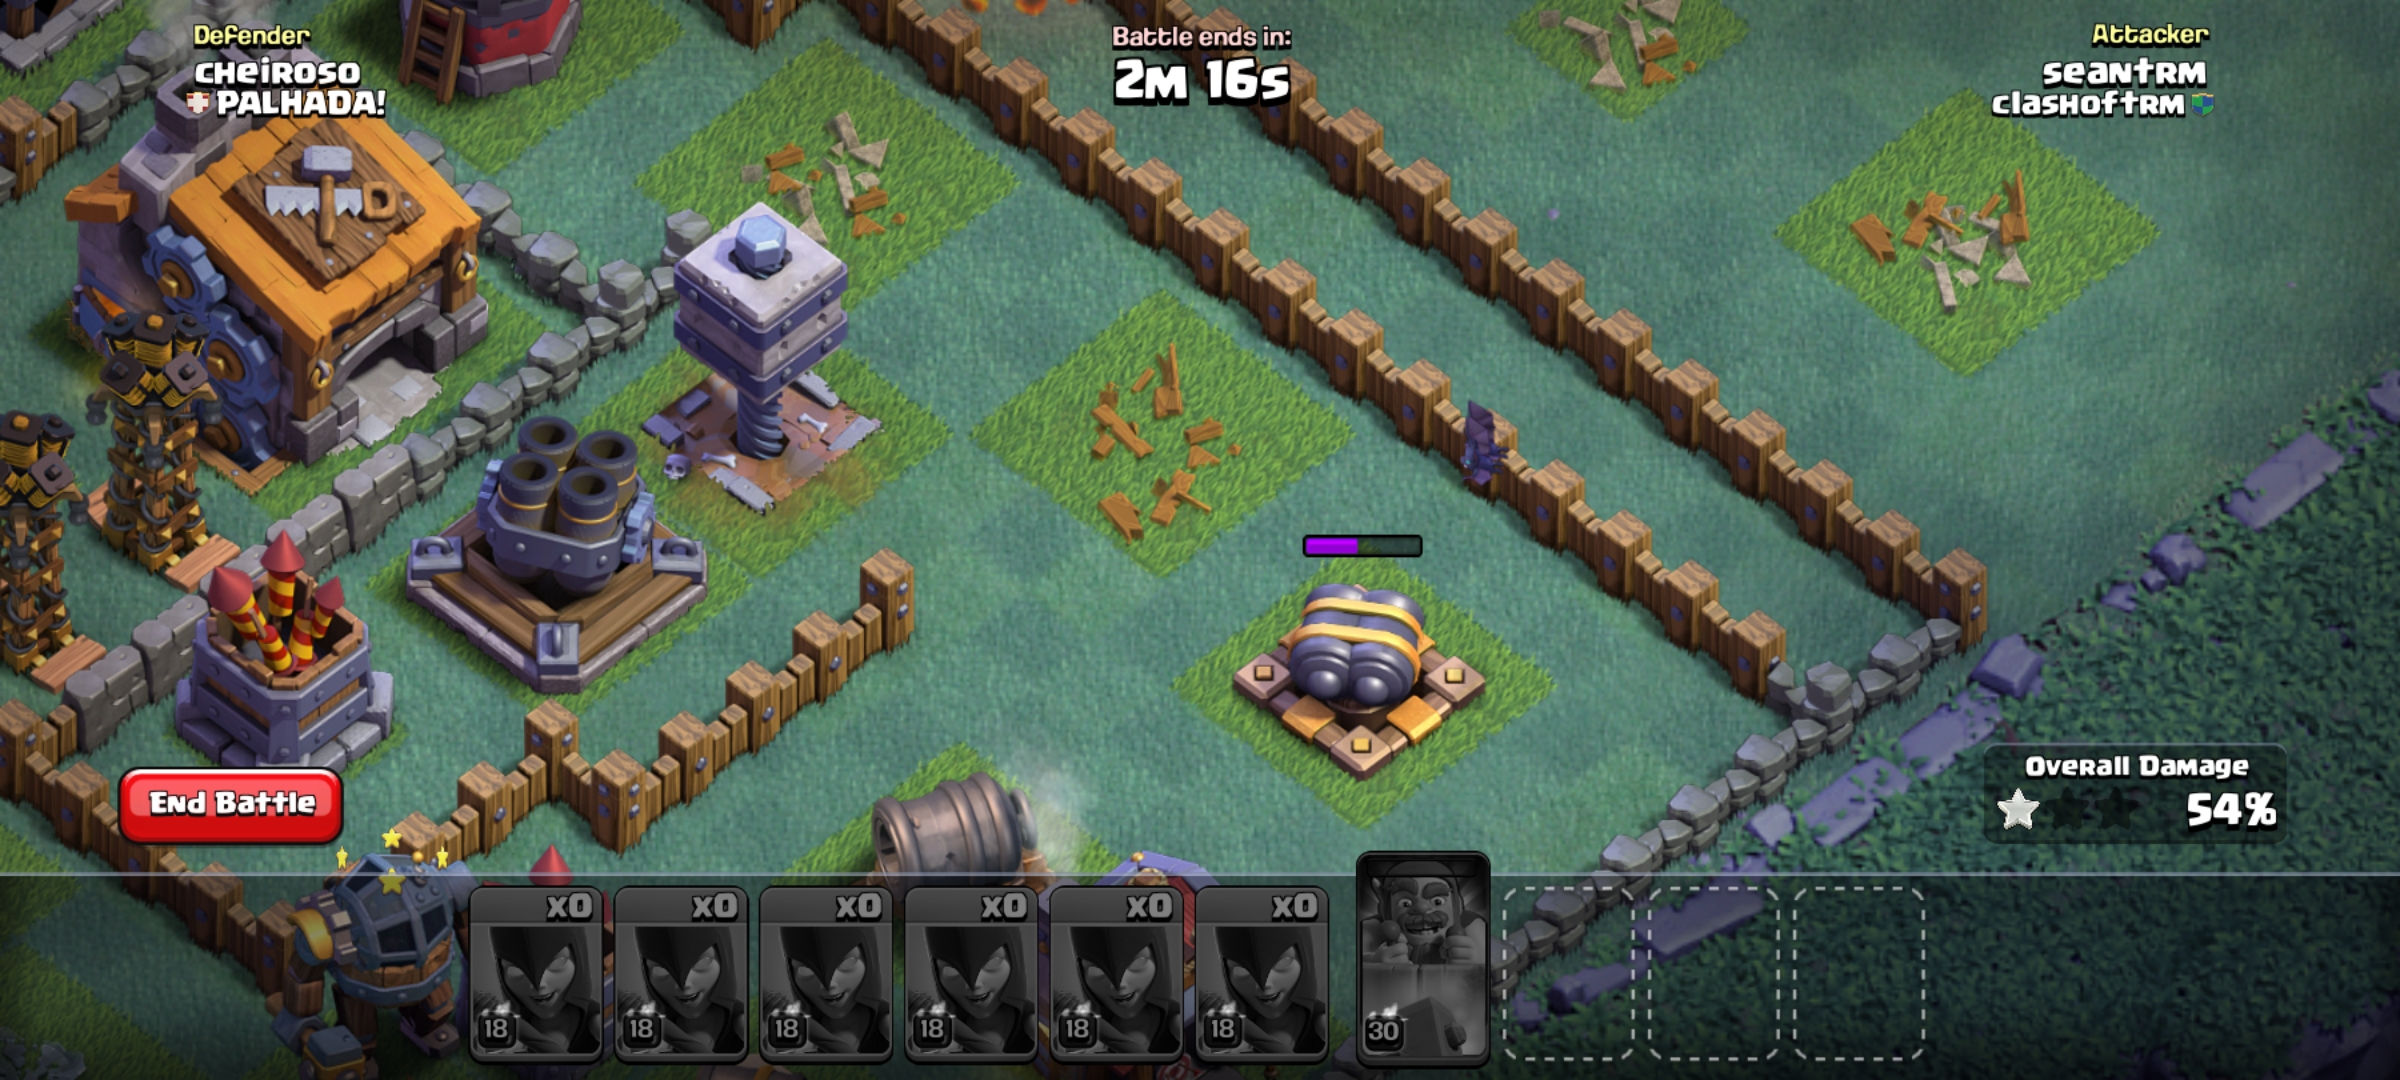 Defender
CHeiROSO
PALHADA!
Battle ends in:
2M 16s
Attacker
seantRM
clashoftRM
Overall Damage
54%
End Battle
x0 x0 x0 x0 x0 x0
18 18 18 18 18 18 30